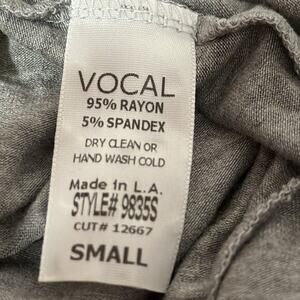 VOCAL
95% RAYON
5% SPANDEX
DRY CLEAN OR
HAND WASH COLD
Made in L.A.
STYLE# 9835S
CUT# 12667
SMALL